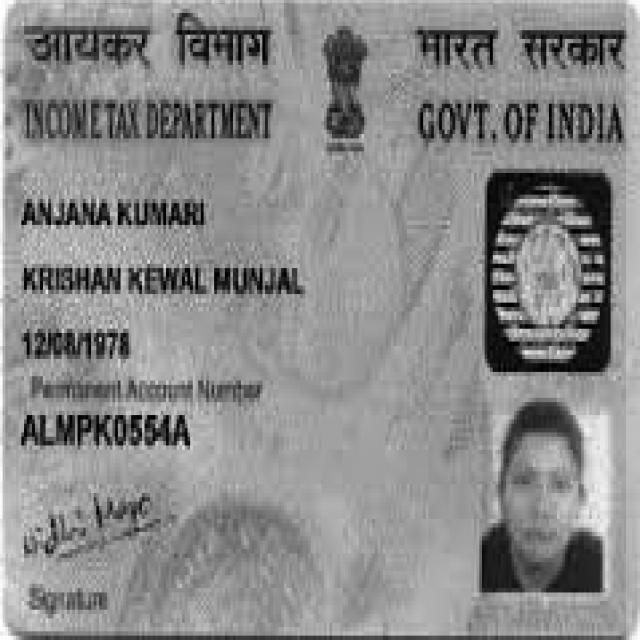 आयकर विभाग भारत सरकार
INCOME TAX DEPARTMENT GOVT. OF INDIA
ANJANA KUMARI
KRISHAN KEWAL MUNJAL
12/08/1978
Permanent Account Number
ALMPK0554A
Signature